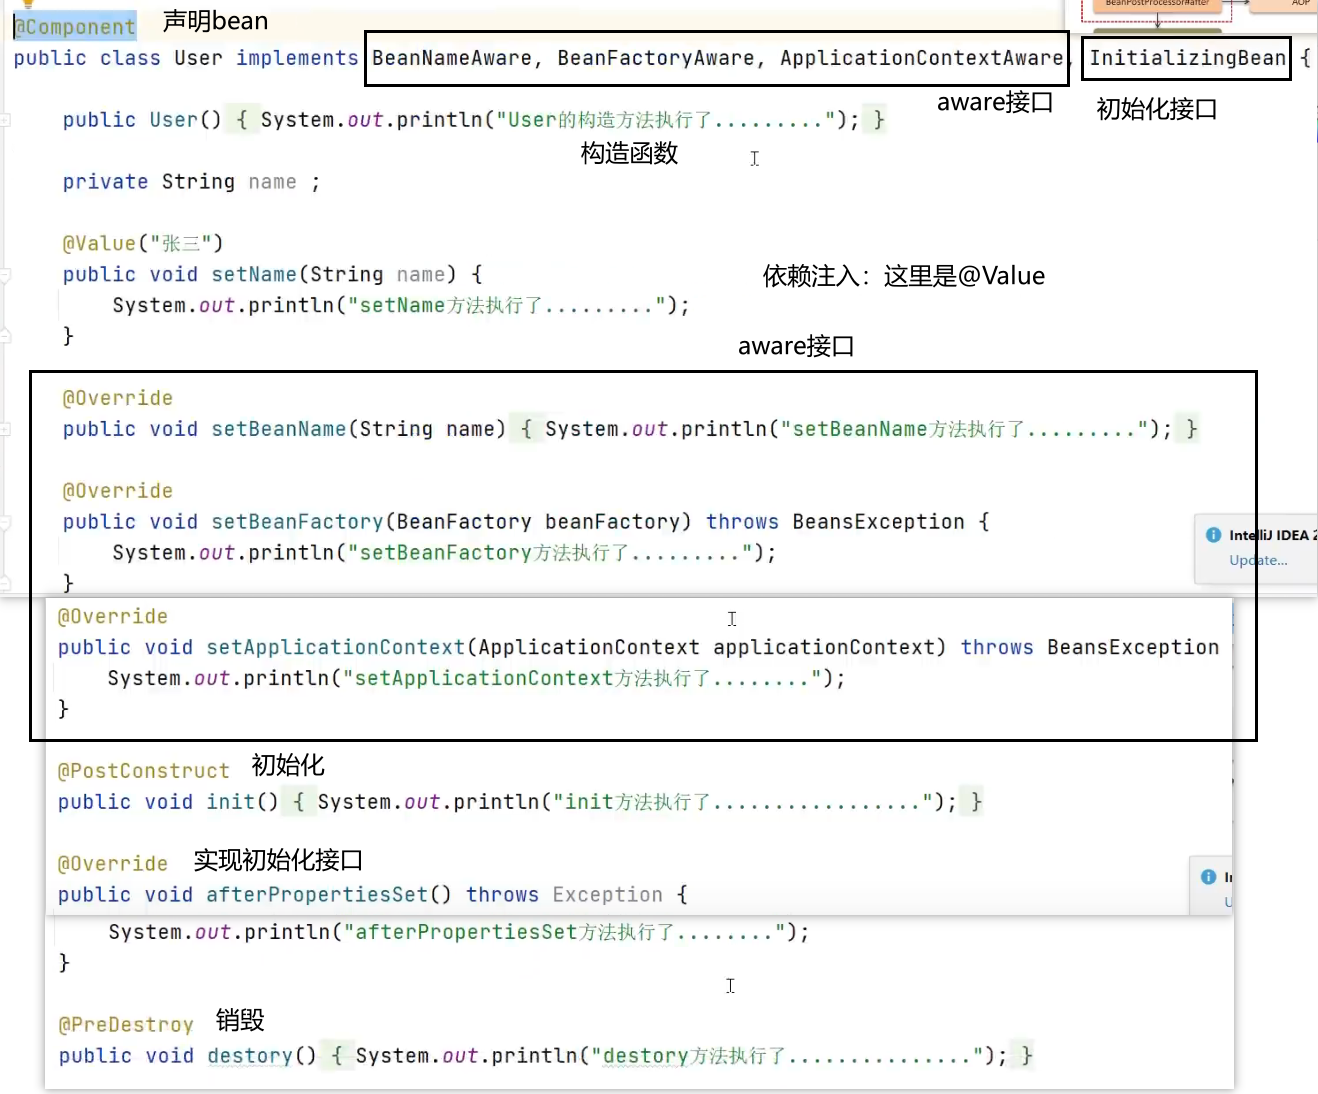 BeanPostProcessor#after
AOP
@Component 声明bean
public class User implements BeanNameAware, BeanFactoryAware, ApplicationContextAware, InitializingBean {
aware接口 初始化接口
public User() { System.out.println("User的构造方法执行了........."); }
构造函数
private String name ;
@Value("张三")
public void setName(String name) {
依赖注入：这里是@Value
System.out.println("setName方法执行了.........");
}
aware接口
@Override
public void setBeanName(String name) { System.out.println("setBeanName方法执行了........."); }
@Override
public void setBeanFactory(BeanFactory beanFactory) throws BeansException {
System.out.println("setBeanFactory方法执行了.........");
}
IntelliJ IDEA 2
Update...
@Override
public void setApplicationContext(ApplicationContext applicationContext) throws BeansException
System.out.println("setApplicationContext方法执行了........");
}
@PostConstruct 初始化
public void init() { System.out.println("init方法执行了................."); }
@Override 实现初始化接口
public void afterPropertiesSet() throws Exception {
System.out.println("afterPropertiesSet方法执行了........");
}
@PreDestroy 销毁
public void destory() { System.out.println("destory方法执行了..............."); }